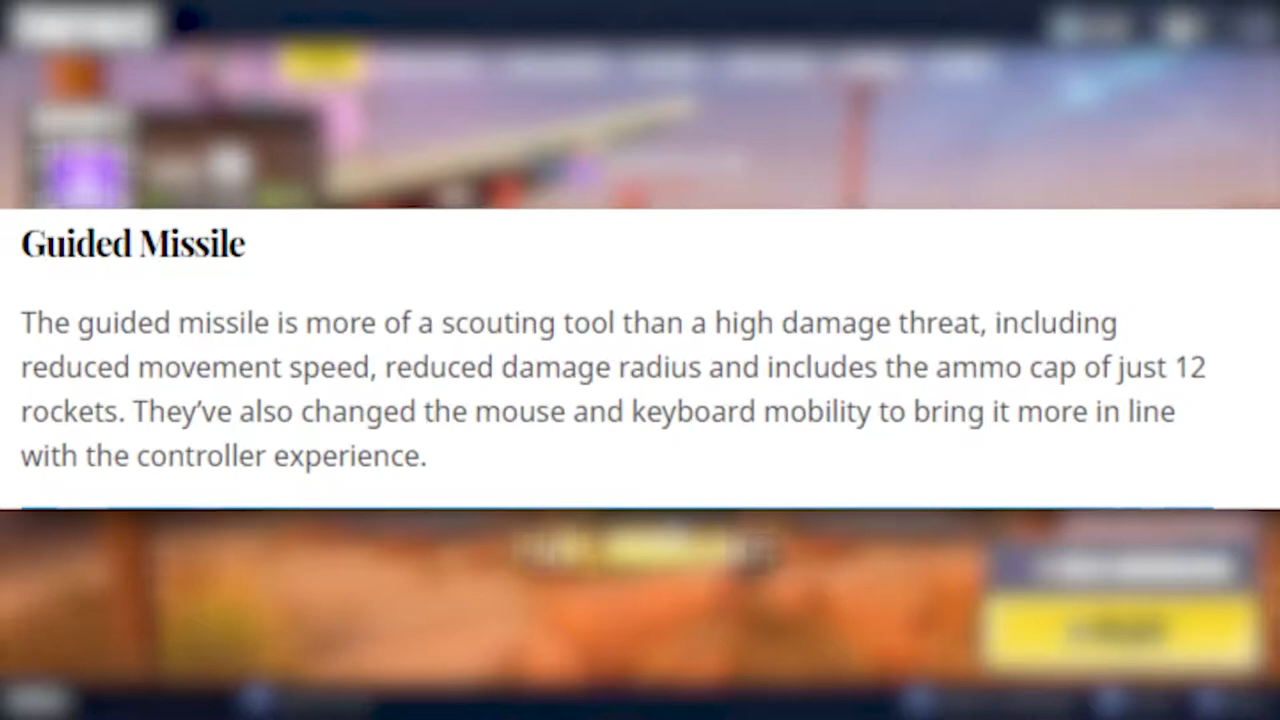 Guided Missile
The guided missile is more of a scouting tool than a high damage threat, including
reduced movement speed, reduced damage radius and includes the ammo cap of just 12
rockets. They’ve also changed the mouse and keyboard mobility to bring it more in line
with the controller experience.